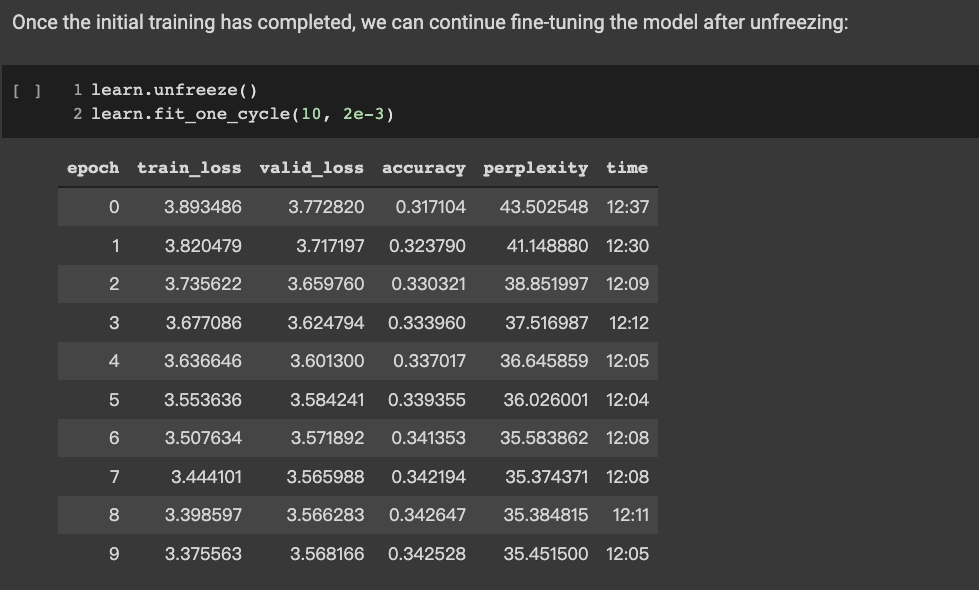 Once the initial training has completed, we can continue fine-tuning the model after unfreezing:
[ ] 1 learn.unfreeze()
2 learn.fit_one_cycle(10, 2e-3)
epoch train_loss valid_loss accuracy perplexity time
0 3.893486 3.772820 0.317104 43.502548 12:37
1 3.820479 3.717197 0.323790 41.148880 12:30
2 3.735622 3.659760 0.330321 38.851997 12:09
3 3.677086 3.624794 0.333960 37.516987 12:12
4 3.636646 3.601300 0.337017 36.645859 12:05
5 3.553636 3.584241 0.339355 36.026001 12:04
6 3.507634 3.571892 0.341353 35.583862 12:08
7 3.444101 3.565988 0.342194 35.374371 12:08
8 3.398597 3.566283 0.342647 35.384815 12:11
9 3.375563 3.568166 0.342528 35.451500 12:05